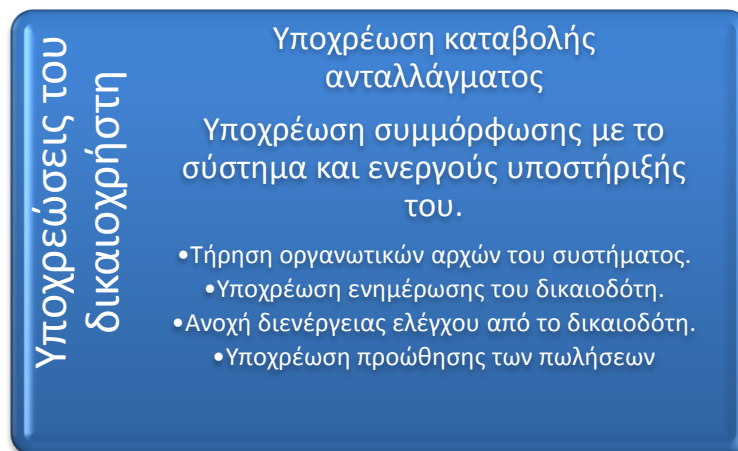 Υποχρεώσεις του
δικαιοχρήστη
Υποχρέωση καταβολής
ανταλλάγματος
Υποχρέωση συμμόρφωσης με το
σύστημα και ενεργούς υποστήριξής
του.
•Τήρηση οργανωτικών αρχών του συστήματος.
•Υποχρέωση ενημέρωσης του δικαιοδότη.
•Ανοχή διενέργειας ελέγχου από το δικαιοδότη.
•Υποχρέωση προώθησης των πωλήσεων